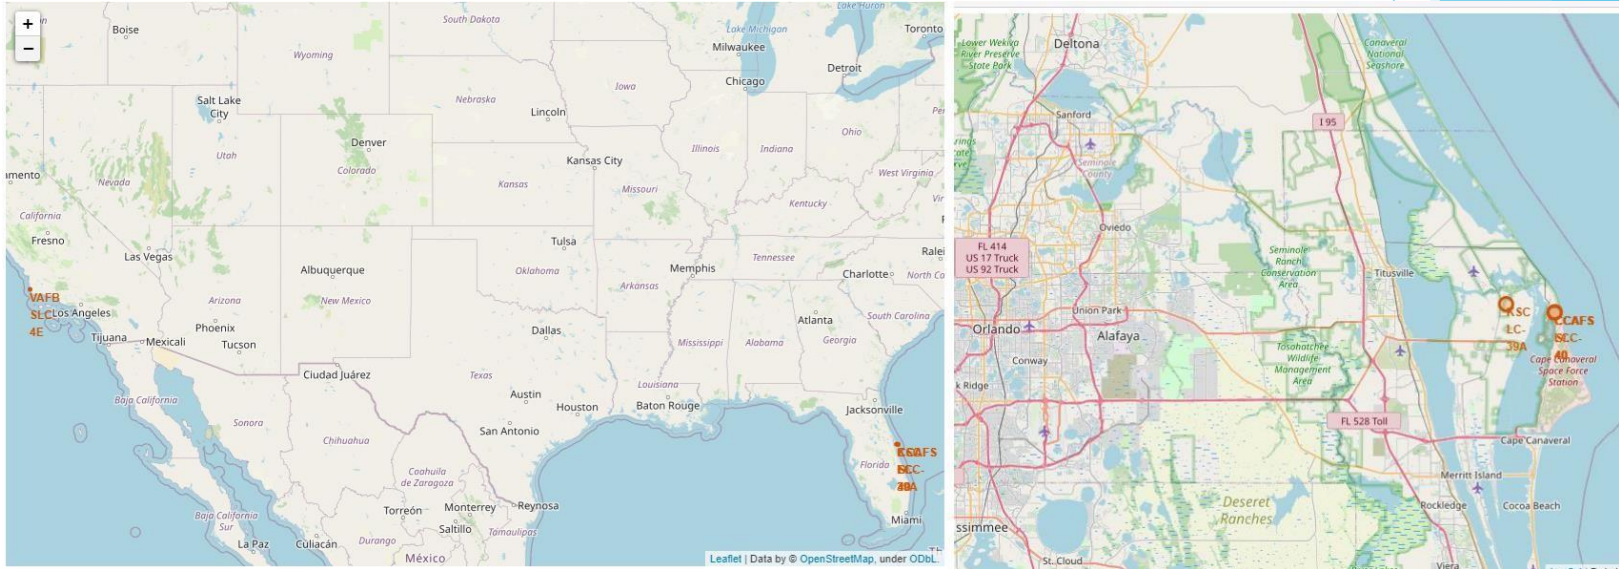 +
−
Boise
South Dakota
Lake Huron
Toronto
Wyoming
Lake Michigan
Milwaukee
Detroit
Chicago
Iowa
Nebraska
Salt Lake
City
Lincoln
Denver
Utah
Illinois
Indiana
Ohio
Kansas City
Nevada
Colorado
Kansas
Missouri
West Virginia
California
Kentucky
Fresno
Las Vegas
Tulsa
Albuquerque
Oklahoma
Memphis
Tennessee
Charlotte
Arkansas
VAFB
SLC-
4E
Los Angeles
Arizona
New Mexico
South Carolina
Phoenix
Tucson
Tijuana
Mexicali
Dallas
Atlanta
Mississippi
Alabama
Georgia
Ciudad Juárez
Texas
Louisiana
Baja California
Austin
Houston
Baton Rouge
Jacksonville
Sonora
San Antonio
Chihuahua
CCAFS
Florida
Coahuila
de Zaragoza
Torreón
Monterrey
Reynosa
Miami
Baja California
Sur
Saltillo
Tamaulipas
La Paz
Culiacán
Durango
México
Leaflet | Data by © OpenStreetMap, under ODbL.
Lower Wekiva
River Preserve
State Park
Deltona
Canaveral
National
Seashore
Sanford
I 95
Seminole
County
Oviedo
FL 414
US 17 Truck
US 92 Truck
Seminole
Ranch
Conservation
Area
Titusville
KSC
LC-
39A
CCAFS
SLC-
40
Union Park
Orlando
Alafaya
Conway
Tosohatchee
Wildlife
Management
Area
Cape Canaveral
Space Force
Station
k Ridge
FL 528 Toll
Cape Canaveral
Merritt Island
Deseret
Ranches
Rockledge
Cocoa Beach
ssimmee
St. Cloud
Viera